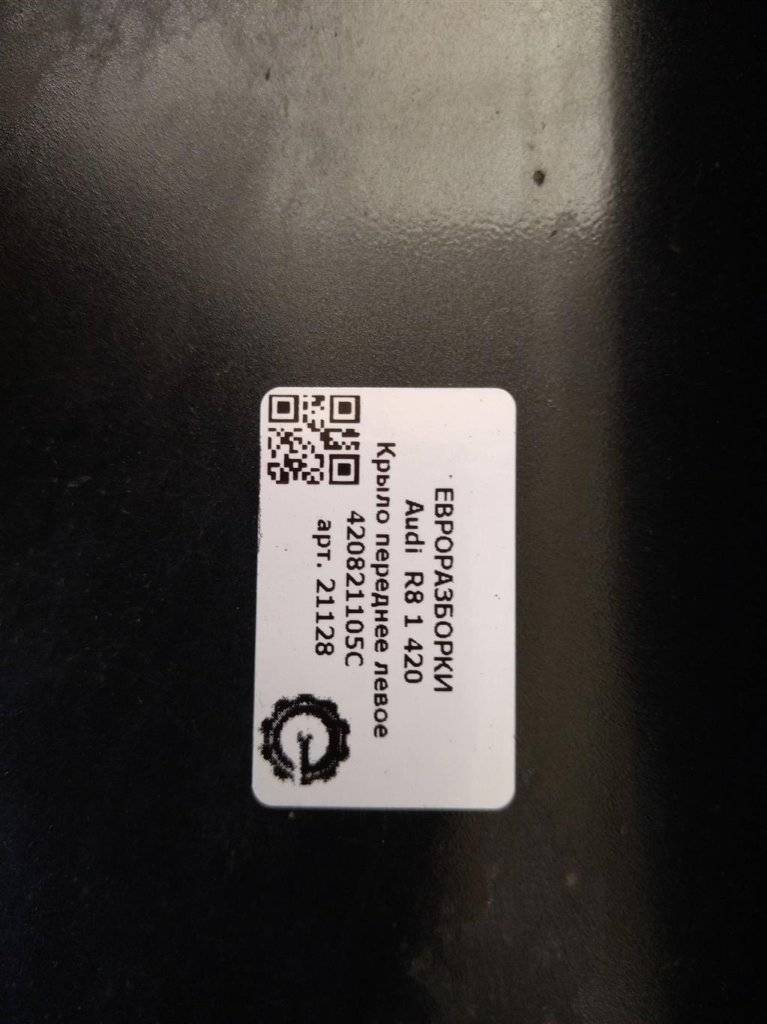 ЕВРОРАЗБОРКИ
Audi R8 1 420
Крыло переднее левое
420821105C
арт. 21128